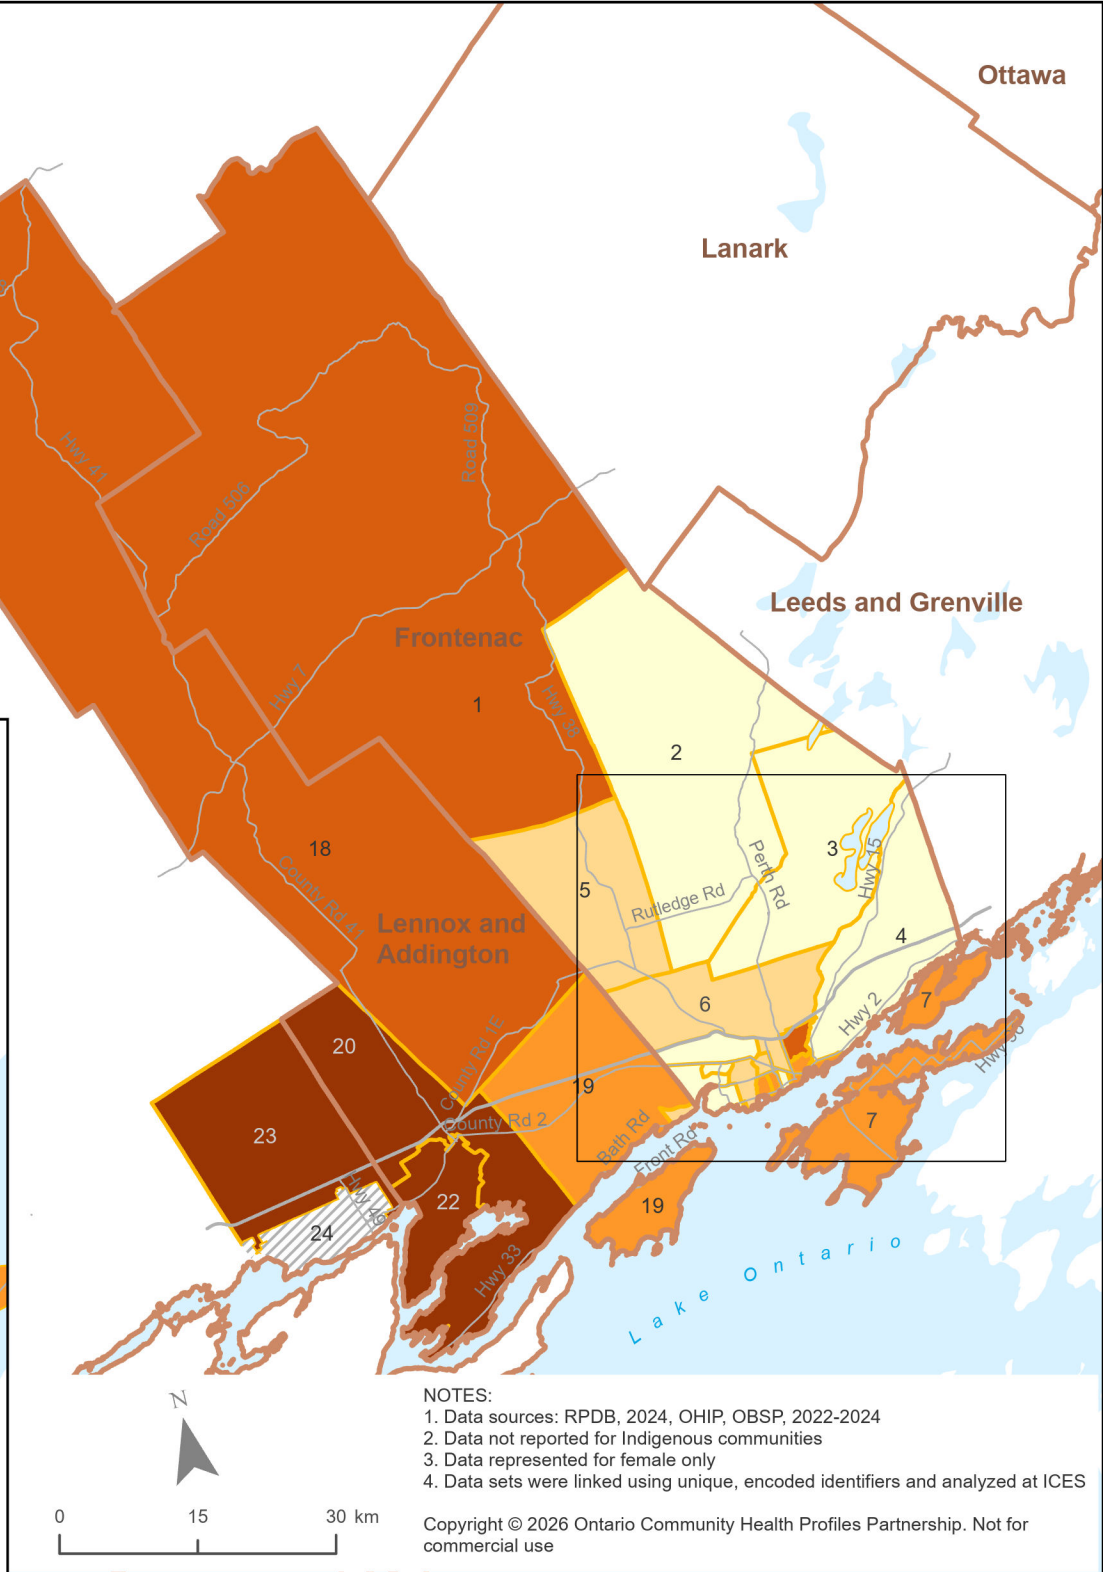 Ottawa
Lanark
Hwy 41
Road 509
Road 506
Leeds and Grenville
Frontenac
Hwy 7
1
Hwy 38
2
18
3
Hwy 15
Perth Rd
County Rd 41
5
Rutledge Rd
Lennox and
Addington
4
7
6
Hwy 2
County Rd 1E
20
Hwy 96
19
County Rd 2
23
Bath Rd
Front Rd
7
22
Hwy 49
19
24
Hwy 33
Lake Ontario
N
0 15 30 km
NOTES:
1. Data sources: RPDB, 2024, OHIP, OBSP, 2022-2024
2. Data not reported for Indigenous communities
3. Data represented for female only
4. Data sets were linked using unique, encoded identifiers and analyzed at ICES
Copyright © 2026 Ontario Community Health Profiles Partnership. Not for
commercial use